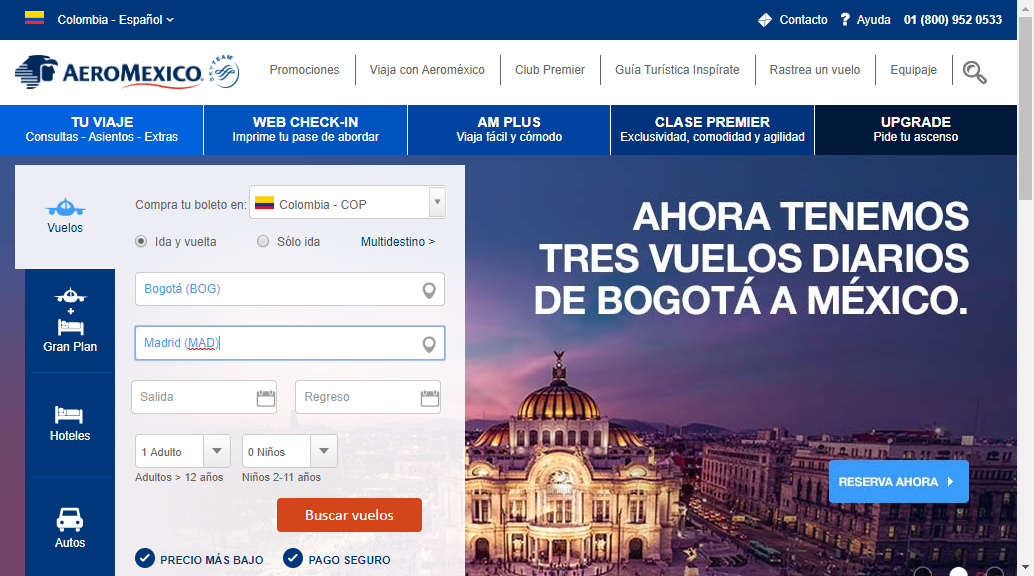 Colombia - Español
Contacto
Ayuda
01 (800) 952 0533
AEROMEXICO.
SKYTEAM
Promociones
Viaja con Aeroméxico
Club Premier
Guía Turística Inspírate
Rastrea un vuelo
Equipaje
TU VIAJE
Consultas - Asientos - Extras
WEB CHECK-IN
Imprime tu pase de abordar
AM PLUS
Viaja fácil y cómodo
CLASE PREMIER
Exclusividad, comodidad y agilidad
UPGRADE
Pide tu ascenso
Vuelos
+
Gran Plan
Hoteles
Autos
Compra tu boleto en:
Colombia - COP
Ida y vuelta
Sólo ida
Multidestino >
Bogotá (BOG)
Madrid (MAD)
Salida
Regreso
1 Adulto
0 Niños
Adultos > 12 años
Niños 2-11 años
Buscar vuelos
PRECIO MÁS BAJO
PAGO SEGURO
AHORA TENEMOS
TRES VUELOS DIARIOS
DE BOGOTÁ A MÉXICO.
RESERVA AHORA